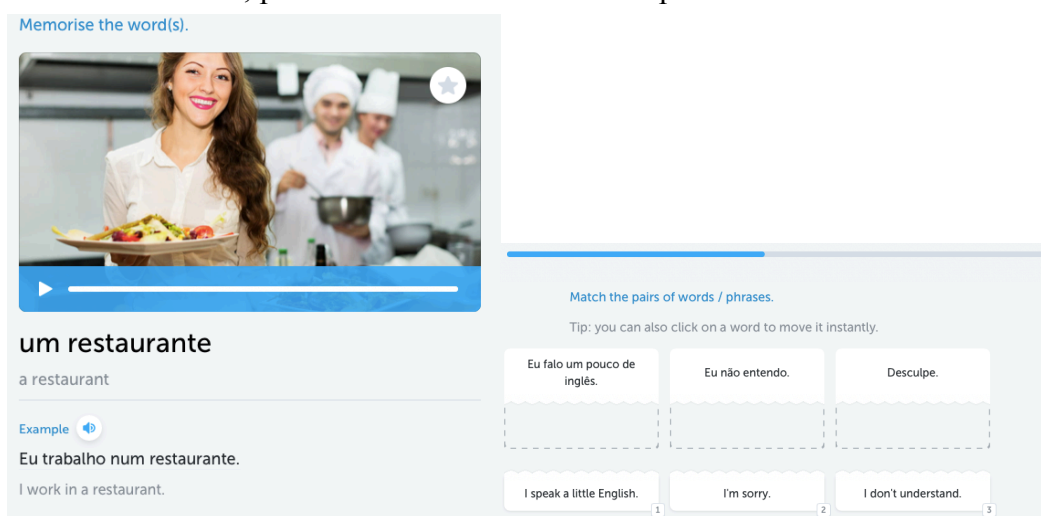 Memorise the word(s).
um restaurante
a restaurant
Example
Eu trabalho num restaurante.
I work in a restaurant.
Match the pairs of words / phrases.
Tip: you can also click on a word to move it instantly.
Eu falo um pouco de
inglês.
Eu não entendo.
Desculpe.
I speak a little English.
1
I'm sorry.
2
I don't understand.
3